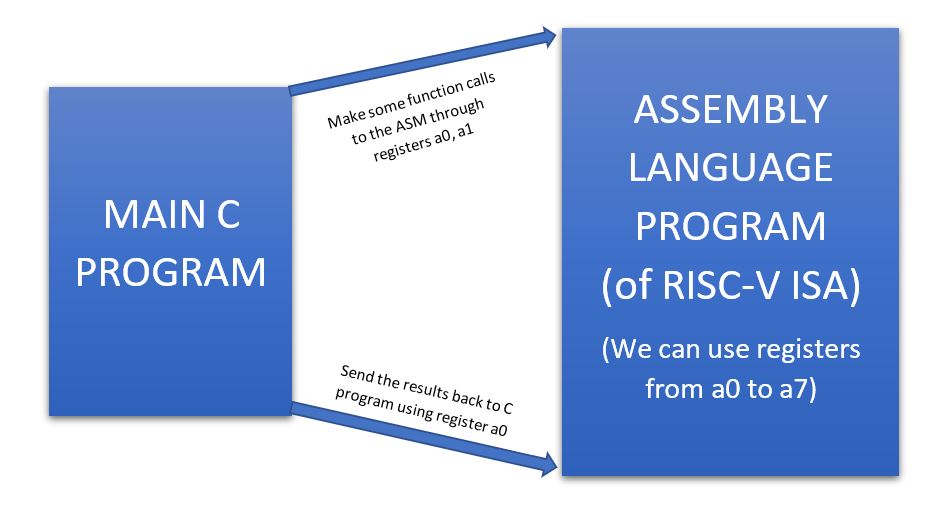 MAIN C
PROGRAM
Make some function calls
to the ASM through
registers a0, a1
Send the results back to C
program using register a0
ASSEMBLY
LANGUAGE
PROGRAM
(of RISC-V ISA)
(We can use registers
from a0 to a7)